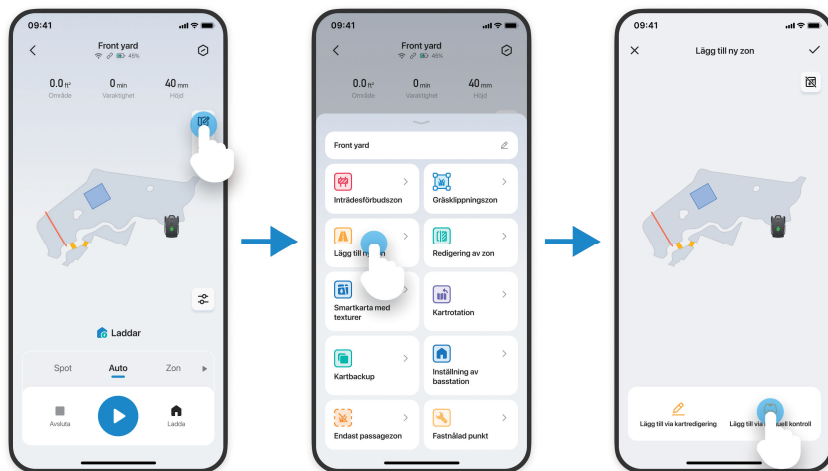 09:41
Front yard
45%
0.0 ft² 0 min 40 mm
Område Varaktighet Höjd
Laddar
Spot Auto Zon
Avsluta Ladda
09:41
Front yard
45%
0.0 ft² 0 min 40 mm
Område Varaktighet Höjd
Front yard
Inträdesförbudszon Gräsklippningszon
Lägg till Redigering av zon
Smartkarta med
texturer
Kartrotation
Kartbackup
Inställning av
basstation
Endast passagezon Fastnålad punkt
09:41
Lägg till ny zon
Lägg till via kartredigering Lägg till via kontroll